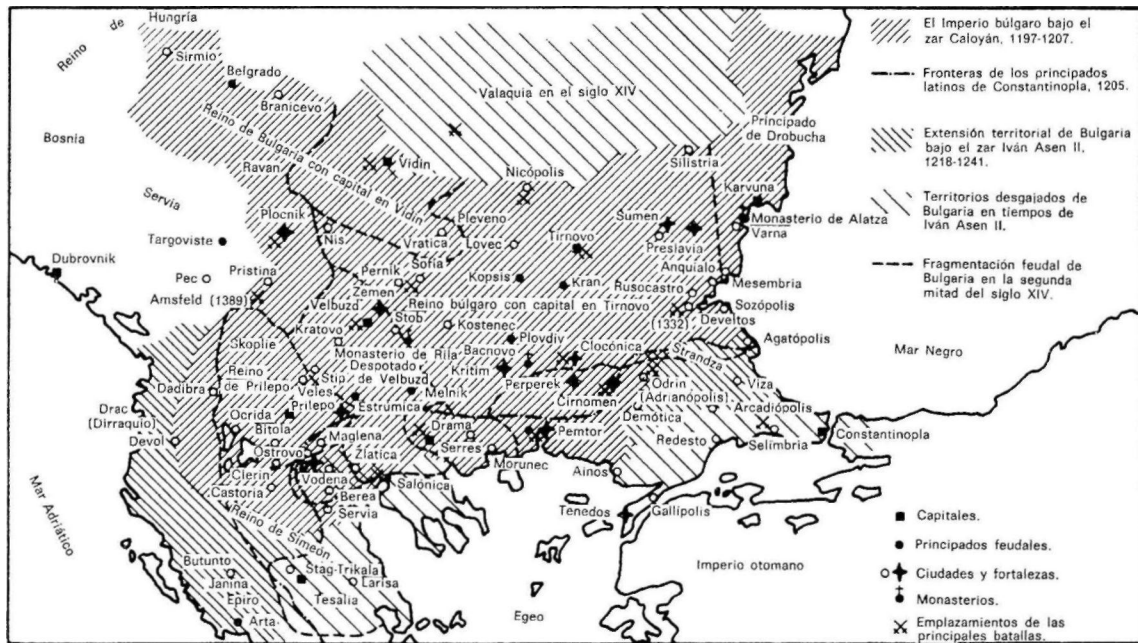 Reino de
Hungría
Sirmio
Belgrado
Branicevo
Valaquia en el siglo XIV
Bosnia
Reino de Bulgaria con capital en Vidin
Principado
de Drobucha
Ravan
Vidin
Silistria
Nicópolis
Servia
Karvuna
Plocnik
Pleveno
Sumen
Monasterio de Alatza
Varna
Nis
Targoviste
Vratica
Lovec
Tirnovo
Preslavia
Dubrovnik
Sofía
Anquialo
Pec
Pristina
Pernik
Kopsis
Kran
Rusocastro
Mesembria
Amsfeld (1389)
Zemen
Velbuzd
Reino búlgaro con capital en Tirnovo
Sozópolis
Stob
(1332)
Develtos
Kratovo
Kostenec
Plovdiv
Agatópolis
Skoplie
Monasterio de Rila
Bacnovo
Clocónica
Strandza
Mar Negro
Reino
de Prilepo
Despotado
de Velbuzd
Kritim
Dadibra
Stip
Perperek
Odrin
(Adrianópolis)
Viza
Veles
Melnik
Drac
(Dirraquio)
Prilepo
Estrúmica
Cirnomen
Arcadiópolis
Ocrida
Demótica
Bitola
Drama
Devol
Maglena
Pemtor
Redesto
Selimbria
Constantinopla
Ostrovo
Zlatica
Serres
Morunec
Clerin
Ainos
Vodena
Salónica
Castoria
Berea
Servia
Tenedos
Gallípolis
Mar Adriático
Reino de Simeón
Butunto
Stag-Trikala
Janina
Larisa
Imperio otomano
Epiro
Tesalia
Arta
Egeo
El Imperio búlgaro bajo el
zar Caloyán, 1197-1207.
Fronteras de los principados
latinos de Constantinopla, 1205.
Extensión territorial de Bulgaria
bajo el zar Iván Asen II.
1218-1241.
Territorios desgajados de
Bulgaria en tiempos de
Iván Asen II.
Fragmentación feudal de
Bulgaria en la segunda
mitad del siglo XIV.
Capitales.
Principados feudales.
Ciudades y fortalezas.
Monasterios.
Emplazamientos de las
principales batallas.